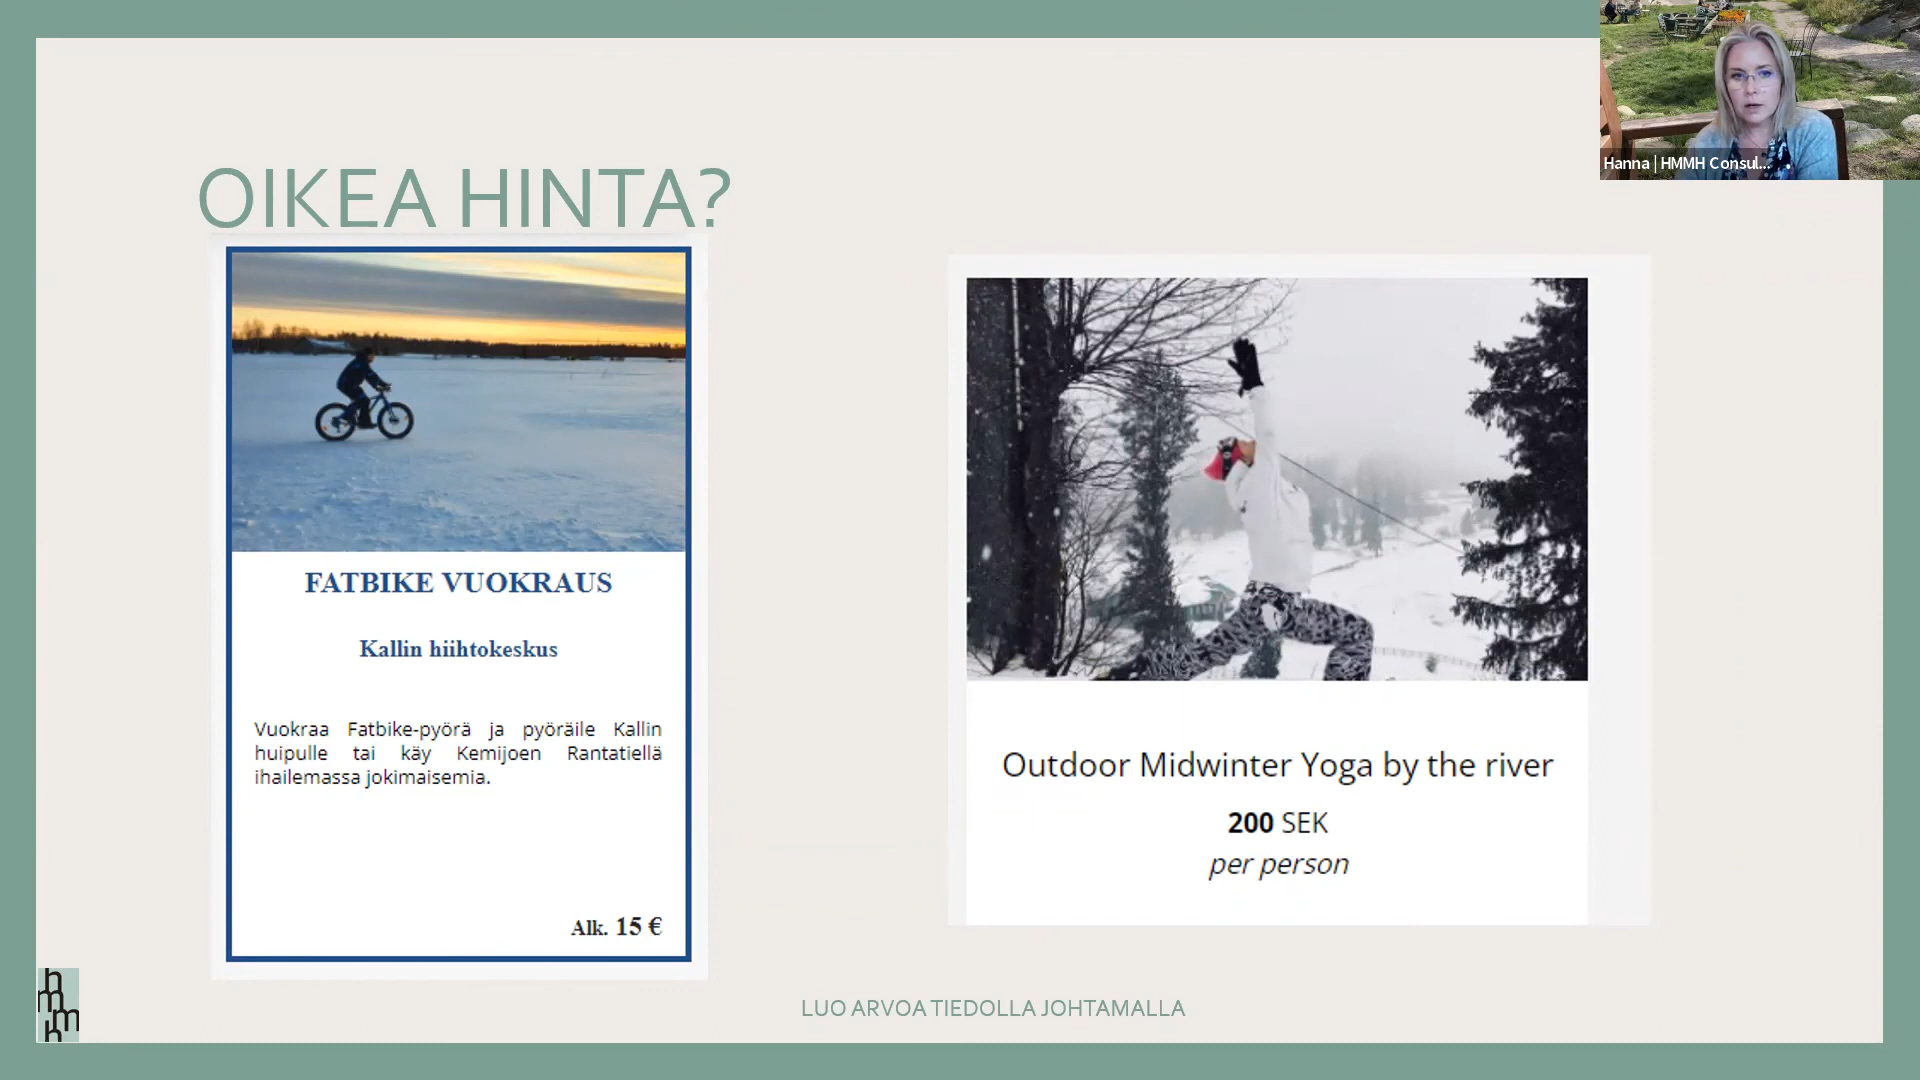 Hanna | HMMH Consul...
OIKEA HINTA?
FATBIKE VUOKRAUS
Kallin hiihtokeskus
Vuokraa Fatbike-pyörä ja pyöräile Kallin
huipulle tai käy Kemijoen Rantatiellä
ihailemassa jokimaisemia.
Alk. 15 €
Outdoor Midwinter Yoga by the river
200 SEK
per person
h
m
m
h
LUO ARVOA TIEDOLLA JOHTAMALLA